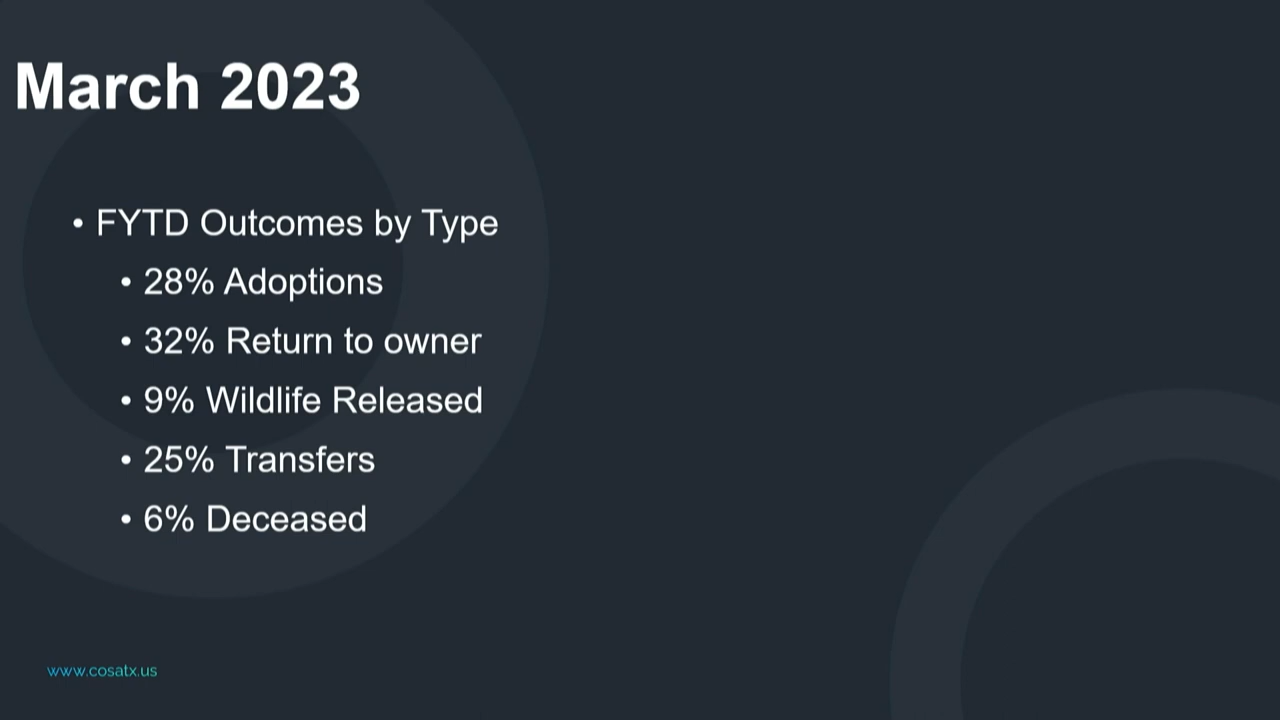 March 2023
• FYTD Outcomes by Type
• 28% Adoptions
• 32% Return to owner
• 9% Wildlife Released
• 25% Transfers
• 6% Deceased
www.cosatx.us